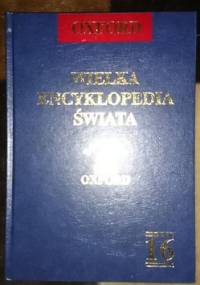 OXFORD
WIELKA
ENCYKLOPEDIA
ŚWIATA
OXFORD
16